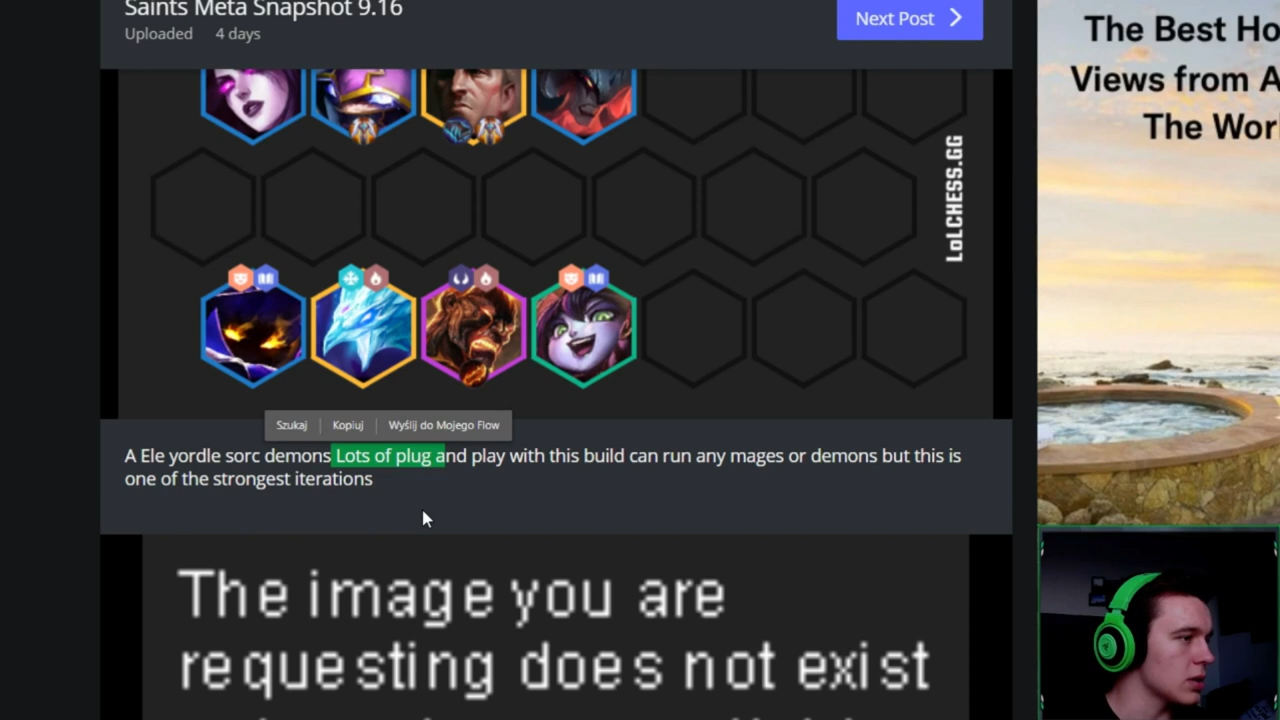 Saints Meta Snapshot 9.16
Uploaded 4 days
Next Post
The Best Ho
Views from A
The Wor
LoLCHESS.GG
Szukaj Kopiuj Wyślij do Mojego Flow
A Ele yordle sorc demons Lots of plug and play with this build can run any mages or demons but this is
one of the strongest iterations
The image you are
requesting does not exist